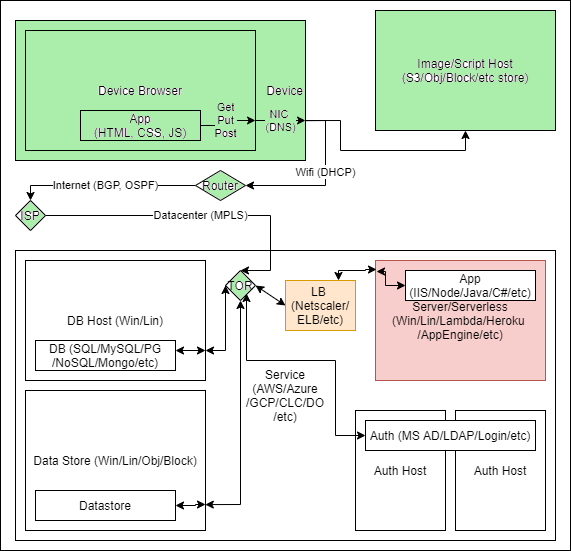 Image/Script Host
(S3/Obj/Block/etc store)
Device Browser
Device
App
(HTML, CSS, JS)
Get
Put
Post
NIC
(DNS)
Wifi (DHCP)
Internet (BGP, OSPF)
Router
ISP
Datacenter (MPLS)
TOR
LB
(Netscaler/
ELB/etc)
App
(IIS/Node/Java/C#/etc)
Server/Serverless
(Win/Lin/Lambda/Heroku
/AppEngine/etc)
DB Host (Win/Lin)
DB (SQL/MySQL/PG
/NoSQL/Mongo/etc)
Service
(AWS/Azure
/GCP/CLC/DO
/etc)
Auth (MS AD/LDAP/Login/etc)
Auth Host
Auth Host
Data Store (Win/Lin/Obj/Block)
Datastore